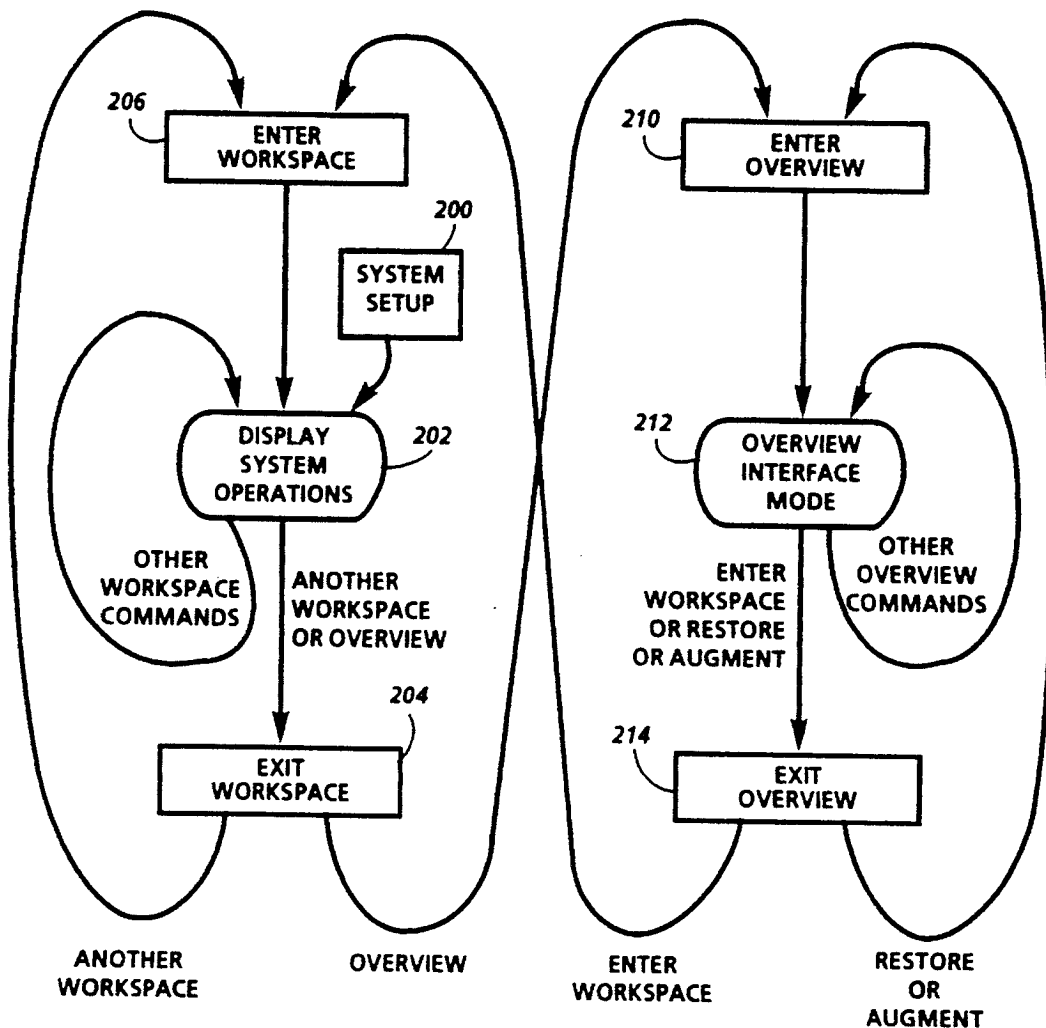 206
ENTER
WORKSPACE
210
ENTER
OVERVIEW
200
SYSTEM
SETUP
DISPLAY
SYSTEM
OPERATIONS
202
212
OVERVIEW
INTERFACE
MODE
OTHER
WORKSPACE
COMMANDS
ANOTHER
WORKSPACE
OR OVERVIEW
ENTER
WORKSPACE
OR RESTORE
OR AUGMENT
OTHER
OVERVIEW
COMMANDS
204
EXIT
WORKSPACE
214
EXIT
OVERVIEW
ANOTHER
WORKSPACE
OVERVIEW
ENTER
WORKSPACE
RESTORE
OR
AUGMENT